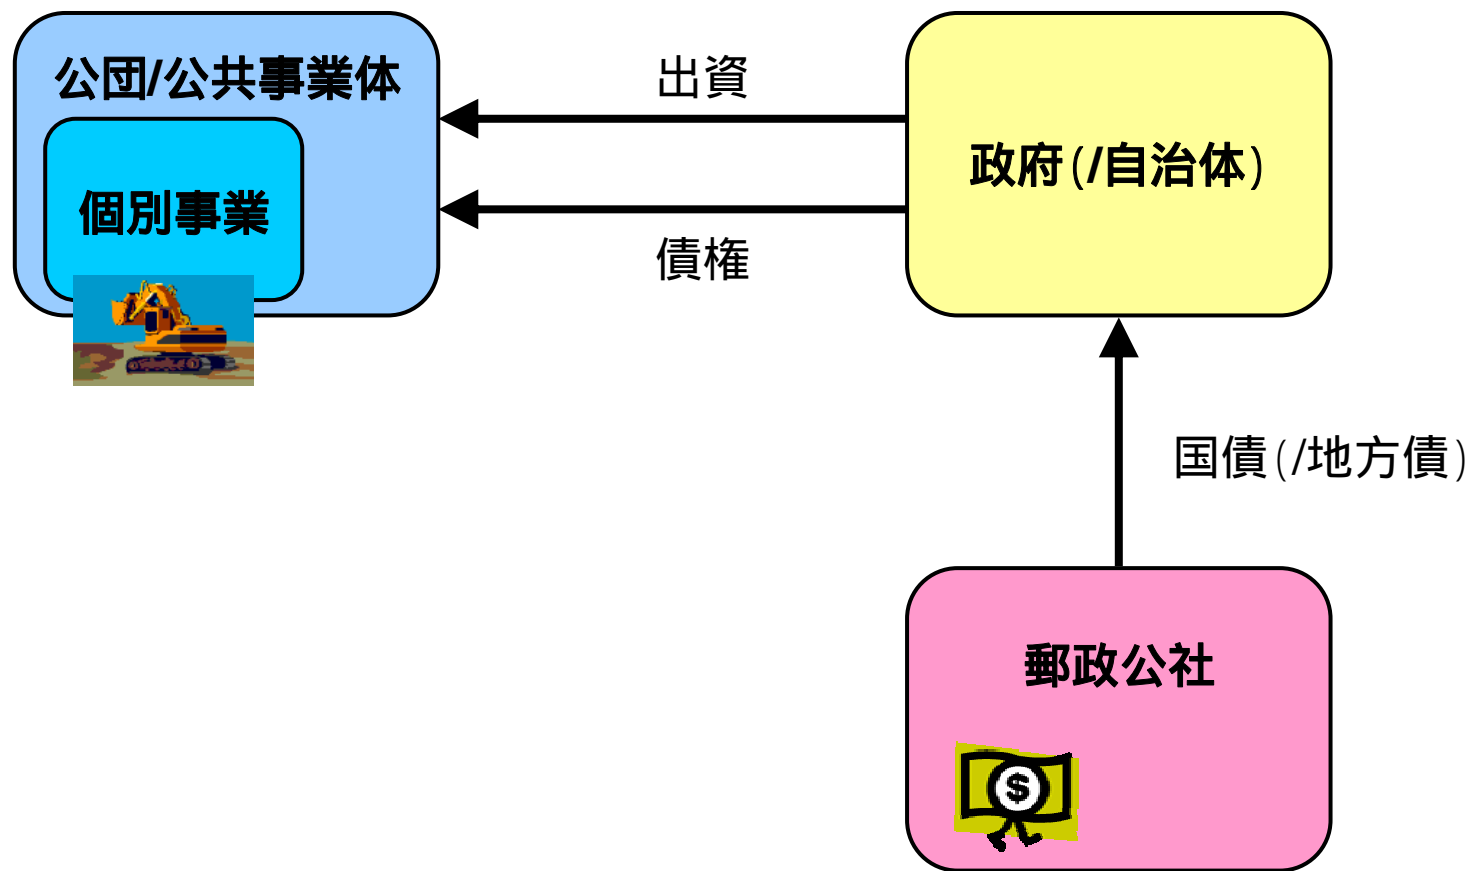 公団/公共事業体
個別事業
出資
債権
政府(/自治体)
国債(/地方債)
郵政公社
$